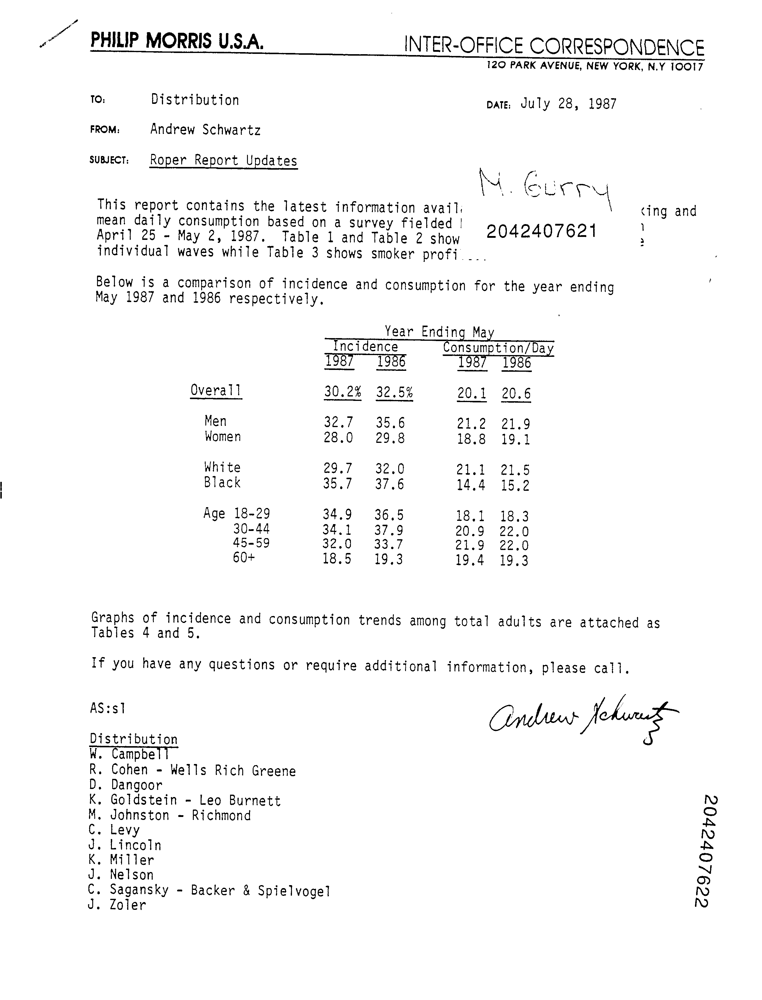 PHILIP MORRIS U.S.A. INTER-OFFICE CORRESPONDENCE
120 PARK AVENUE, NEW YORK, N.Y 10017
TO: Distribution DATE: July 28, 1987
FROM: Andrew Schwartz
SUBJECT: Roper Report Updates
M. Gurry
2042407621
This report contains the latest information avail king and
mean daily consumption based on a survey fielded
April 25 - May 2, 1987. Table 1 and Table 2 show
individual waves while Table 3 shows smoker profi....
Below is a comparison of incidence and consumption for the year ending
May 1987 and 1986 respectively.
Year Ending May
Incidence Consumption/Day
1987 1986 1987 1986
Overall 30.2% 32.5% 20.1 20.6
Men 32.7 35.6 21.2 21.9
Women 28.0 29.8 18.8 19.1
White 29.7 32.0 21.1 21.5
Black 35.7 37.6 14.4 15.2
Age 18-29 34.9 36.5 18.1 18.3
30-44 34.1 37.9 20.9 22.0
45-59 32.0 33.7 21.9 22.0
60+ 18.5 19.3 19.4 19.3
Graphs of incidence and consumption trends among total adults are attached as
Tables 4 and 5.
If you have any questions or require additional information, please call.
AS:sl
Andrew Schwartz
Distribution
W. Campbell
R. Cohen - Wells Rich Greene
D. Dangoor
K. Goldstein - Leo Burnett
M. Johnston - Richmond
C. Levy
J. Lincoln
K. Miller
J. Nelson
C. Sagansky - Backer & Spielvogel
J. Zoler
2042407622